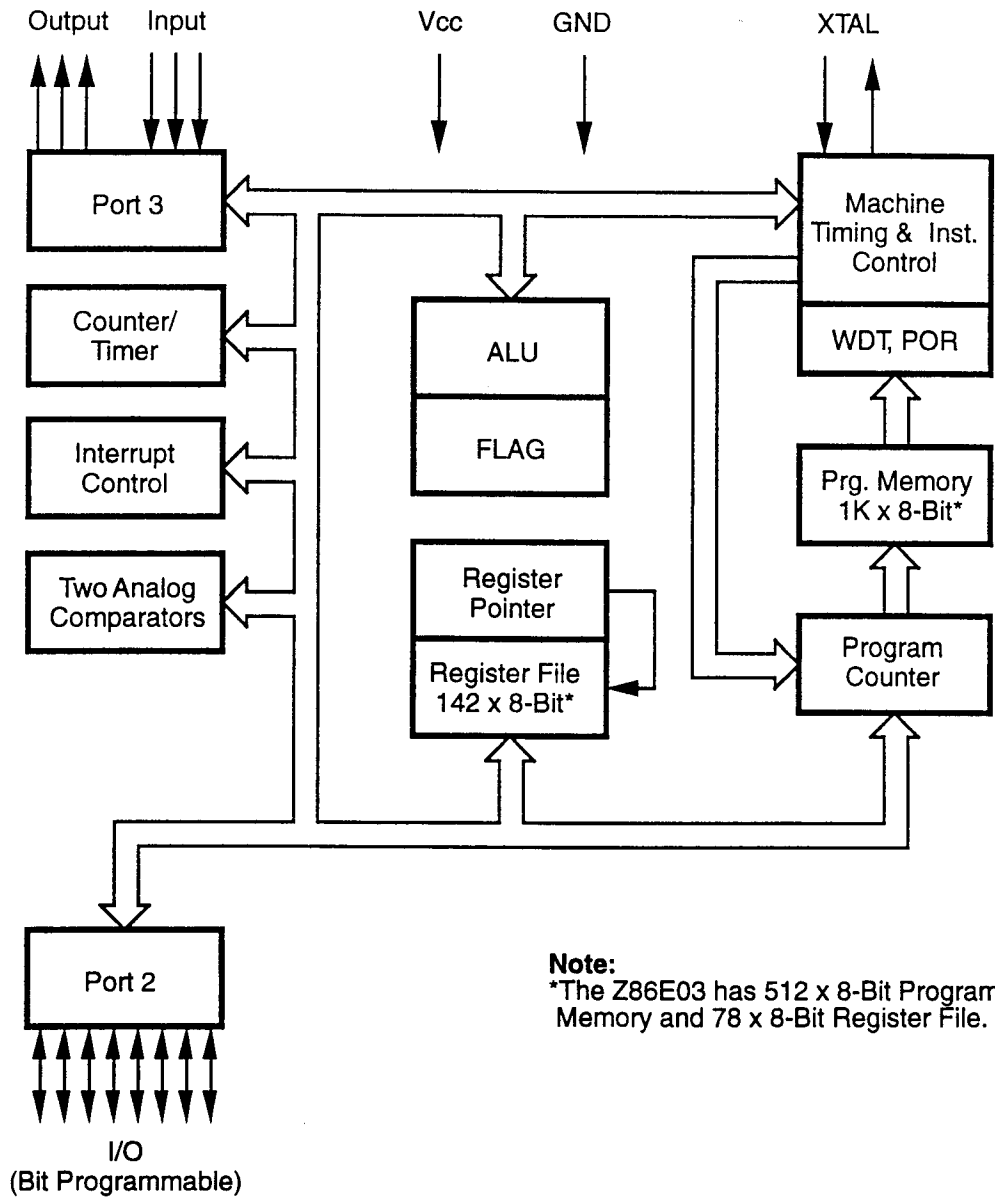 Output
Input
Vcc
GND
XTAL
Port 3
Machine
Timing & Inst.
Control
Counter/
Timer
ALU
WDT, POR
FLAG
Interrupt
Control
Prg. Memory
1K x 8-Bit*
Two Analog
Comparators
Register
Pointer
Register File
142 x 8-Bit*
Program
Counter
Port 2
Note:
*The Z86E03 has 512 x 8-Bit Program
Memory and 78 x 8-Bit Register File.
I/O
(Bit Programmable)